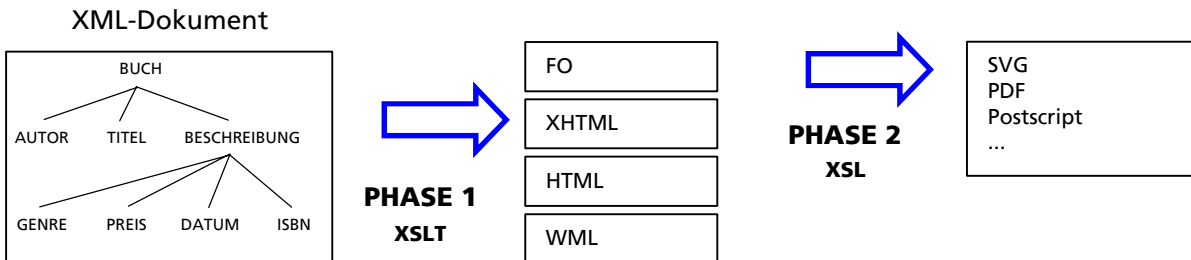 XML-Dokument
BUCH
AUTOR TITEL BESCHREIBUNG
GENRE PREIS DATUM ISBN
PHASE 1
XSLT
FO
XHTML
HTML
WML
PHASE 2
XSL
SVG
PDF
Postscript
...